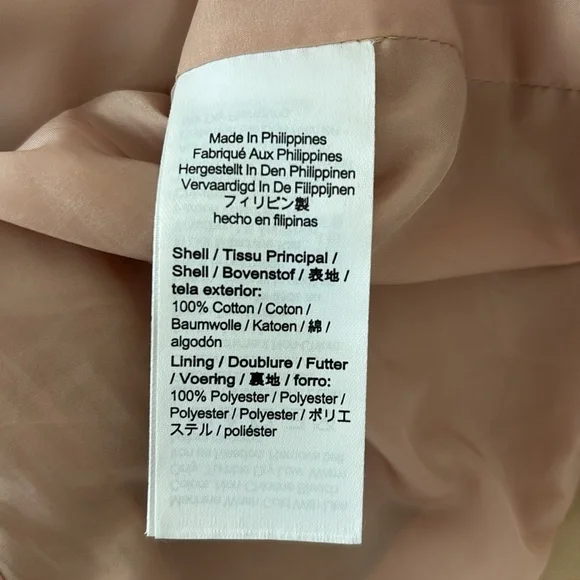 Made In Philippines
Fabriqué Aux Philippines
Hergestellt In Den Philippinen
Vervaardigd In De Filippijnen
フィリピン製
hecho en filipinas
Shell / Tissu Principal /
Shell / Bovenstof / 表地 /
tela exterior:
100% Cotton / Coton /
Baumwolle / Katoen / 綿 /
algodón
Lining / Doublure / Futter
/ Voering / 裏地 / forro:
100% Polyester / Polyester /
Polyester / Polyester / ポリエ
ステル / poliéster